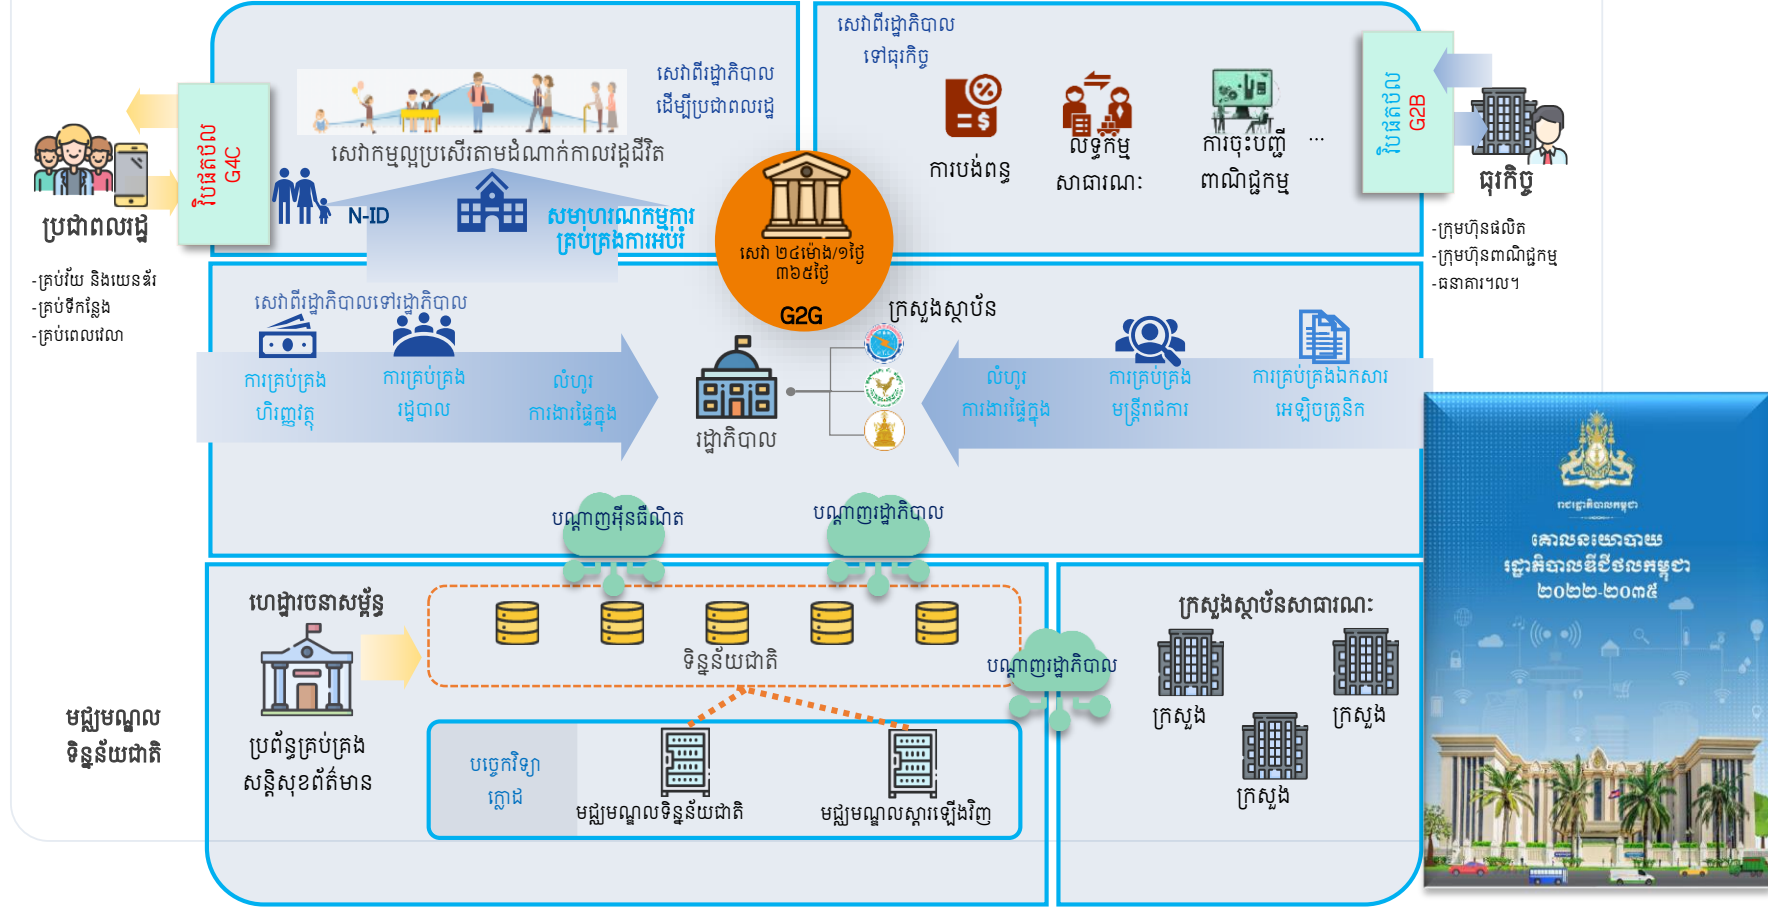 សេវាពីរដ្ឋាភិបាល
ដើម្បីប្រជាពលរដ្ឋ
សេវាកម្មល្អប្រសើរតាមដំណាក់កាលវដ្ដជីវិត
វិបផតថល
G4C
ប្រជាពលរដ្ឋ
-គ្រប់វ័យ និងយេនឌ័រ
-គ្រប់ទីកន្លែង
-គ្រប់ពេលវេលា
N-ID
សមាហរណកម្មការ
គ្រប់គ្រងការអប់រំ
សេវាពីរដ្ឋាភិបាល
ទៅធុរកិច្ច
ការបង់ពន្ធ
លទ្ធកម្ម
សាធារណៈ
ការចុះបញ្ជី
ពាណិជ្ជកម្ម
...
វិបផតថល
G2B
ធុរកិច្ច
-ក្រុមហ៊ុនផលិត
-ក្រុមហ៊ុនពាណិជ្ជកម្ម
-ធនាគារ។ល។
សេវា ២៤ម៉ោង/១ថ្ងៃ
៣៦៥ថ្ងៃ
G2G
សេវាពីរដ្ឋាភិបាលទៅរដ្ឋាភិបាល
ការគ្រប់គ្រង
ហិរញ្ញវត្ថុ
ការគ្រប់គ្រង
រដ្ឋបាល
លំហូរ
ការងារផ្ទៃក្នុង
រដ្ឋាភិបាល
ក្រសួងស្ថាប័ន
លំហូរ
ការងារផ្ទៃក្នុង
ការគ្រប់គ្រង
មន្ត្រីរាជការ
ការគ្រប់គ្រងឯកសារ
អេឡិចត្រូនិក
បណ្ដាញអ៊ីនធឺណិត
បណ្ដាញរដ្ឋាភិបាល
មជ្ឈមណ្ឌល
ទិន្នន័យជាតិ
ហេដ្ឋារចនាសម្ព័ន្ធ
ប្រព័ន្ធគ្រប់គ្រង
សន្តិសុខព័ត៌មាន
ទិន្នន័យជាតិ
បច្ចេកវិទ្យា
ក្លោដ
មជ្ឈមណ្ឌលទិន្នន័យជាតិ
មជ្ឈមណ្ឌលស្ដារឡើងវិញ
បណ្ដាញរដ្ឋាភិបាល
ក្រសួងស្ថាប័នសាធារណៈ
ក្រសួង
ក្រសួង
ក្រសួង
រាជរដ្ឋាភិបាលកម្ពុជា
គោលនយោបាយ
រដ្ឋាភិបាលឌីជីថលកម្ពុជា
២០២២-២០៣៥